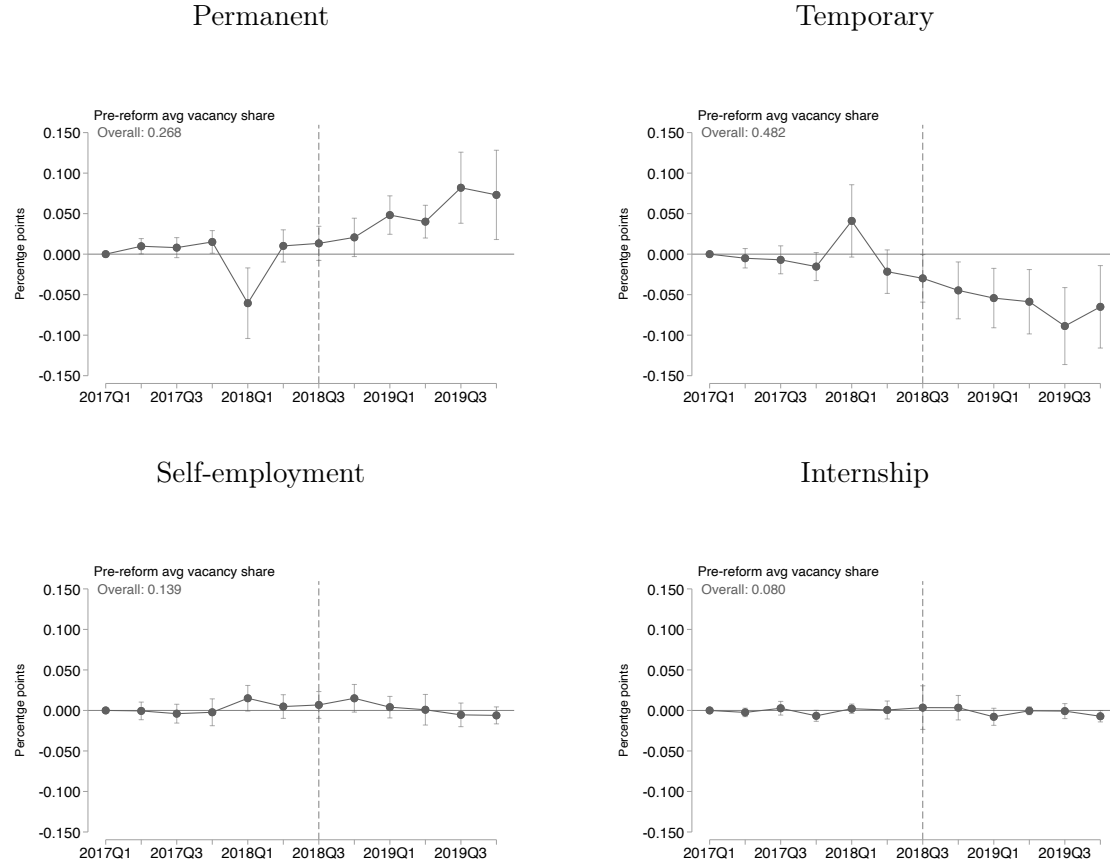 Permanent
Pre-reform avg vacancy share
Overall: 0.268
0.150
0.100
0.050
0.000
-0.050
-0.100
-0.150
Percentge points
2017Q1 2017Q3 2018Q1 2018Q3 2019Q1 2019Q3
Temporary
Pre-reform avg vacancy share
Overall: 0.482
0.150
0.100
0.050
0.000
-0.050
-0.100
-0.150
Percentge points
2017Q1 2017Q3 2018Q1 2018Q3 2019Q1 2019Q3
Self-employment
Pre-reform avg vacancy share
Overall: 0.139
0.150
0.100
0.050
0.000
-0.050
-0.100
-0.150
Percentge points
2017Q1 2017Q3 2018Q1 2018Q3 2019Q1 2019Q3
Internship
Pre-reform avg vacancy share
Overall: 0.080
0.150
0.100
0.050
0.000
-0.050
-0.100
-0.150
Percentge points
2017Q1 2017Q3 2018Q1 2018Q3 2019Q1 2019Q3